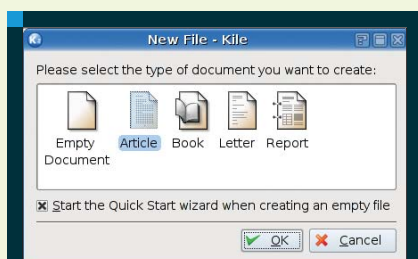 New File - Kile
Please select the type of document you want to create:
Empty Document
Article
Book
Letter
Report
Start the Quick Start wizard when creating an empty file
OK
Cancel